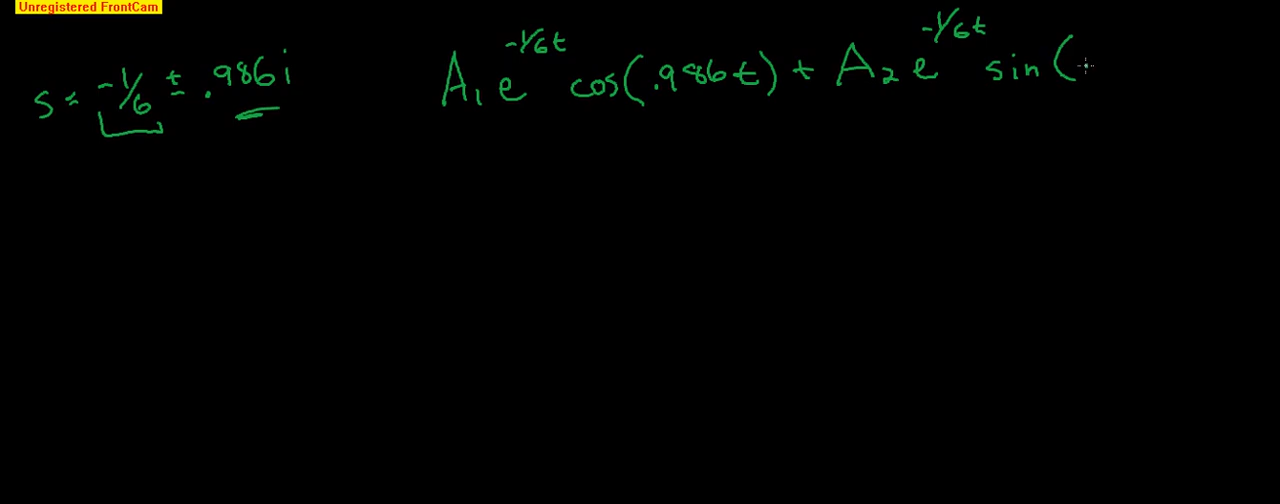 Unregistered FrontCam
s = -1/6 ± .986i
A₁e^(-1/6t) cos(.986t) + A₂e^(-1/6t) sin(